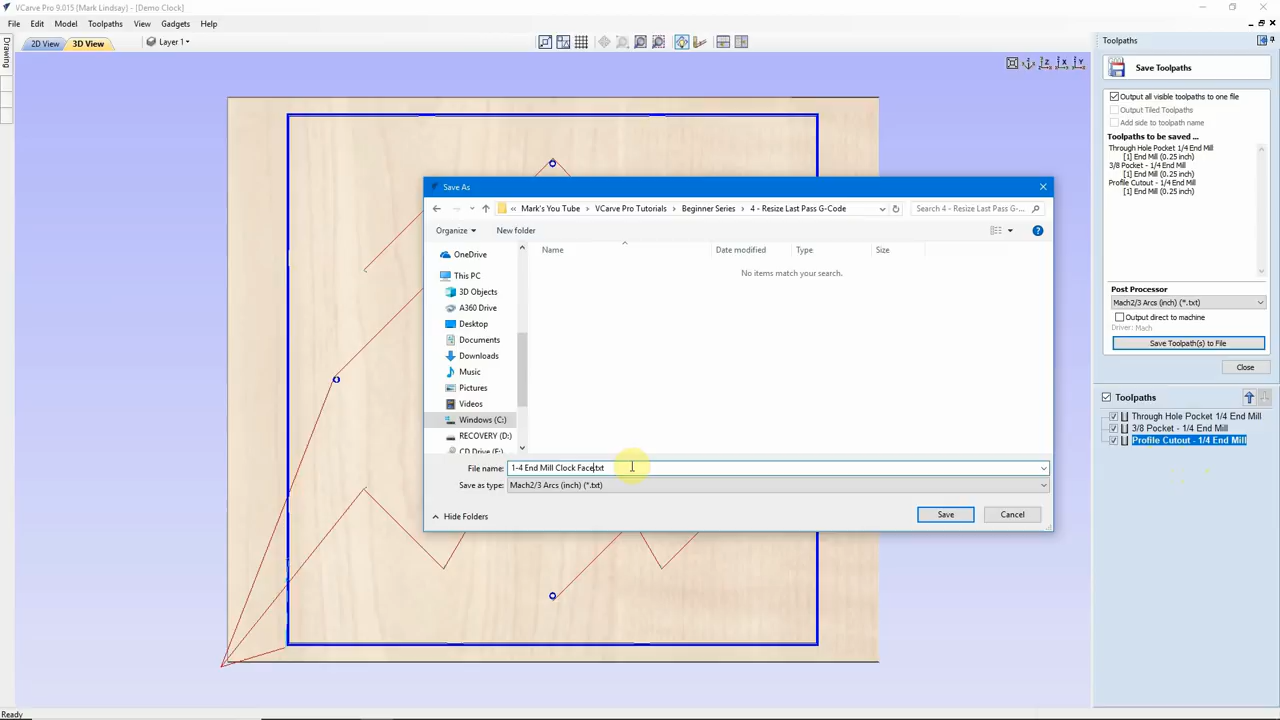 VCarve Pro 9.015 {Mark Lindsay} - [Demo Clock]
File Edit Model Toolpaths View Gadgets Help
2D View 3D View Layer 1
Drawing
Toolpaths
Save Toolpaths
Output all visible toolpaths to one file
Output Tiled Toolpaths
Add side to toolpath name
Toolpaths to be saved ...
Through Hole Pocket 1/4 End Mill
[1] End Mill (0.25 inch)
3/8 Pocket - 1/4 End Mill
[1] End Mill (0.25 inch)
Profile Cutout - 1/4 End Mill
[1] End Mill (0.25 inch)
Post Processor
Mach2/3 Arcs (inch) (*.txt)
Output direct to machine
Driver: Mach
Save Toolpath(s) to File
Close
Toolpaths
Through Hole Pocket 1/4 End Mill
3/8 Pocket - 1/4 End Mill
Profile Cutout - 1/4 End Mill
Save As
« Mark's You Tube > VCarve Pro Tutorials > Beginner Series > 4 - Resize Last Pass G-Code
Search 4 - Resize Last Pass G-...
Organize New folder
Name Date modified Type Size
No items match your search.
OneDrive
This PC
3D Objects
A360 Drive
Desktop
Documents
Downloads
Music
Pictures
Videos
Windows (C:)
RECOVERY (D:)
CD Drive (E:)
File name: 1-4 End Mill Clock Face.txt
Save as type: Mach2/3 Arcs (inch) (*.txt)
Hide Folders Save Cancel
Ready